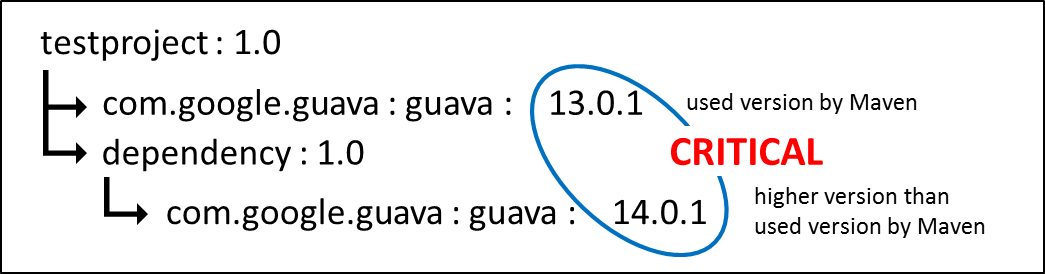 testproject : 1.0
com.google.guava : guava : 13.0.1 used version by Maven
dependency : 1.0 CRITICAL
com.google.guava : guava : 14.0.1 higher version than
used version by Maven